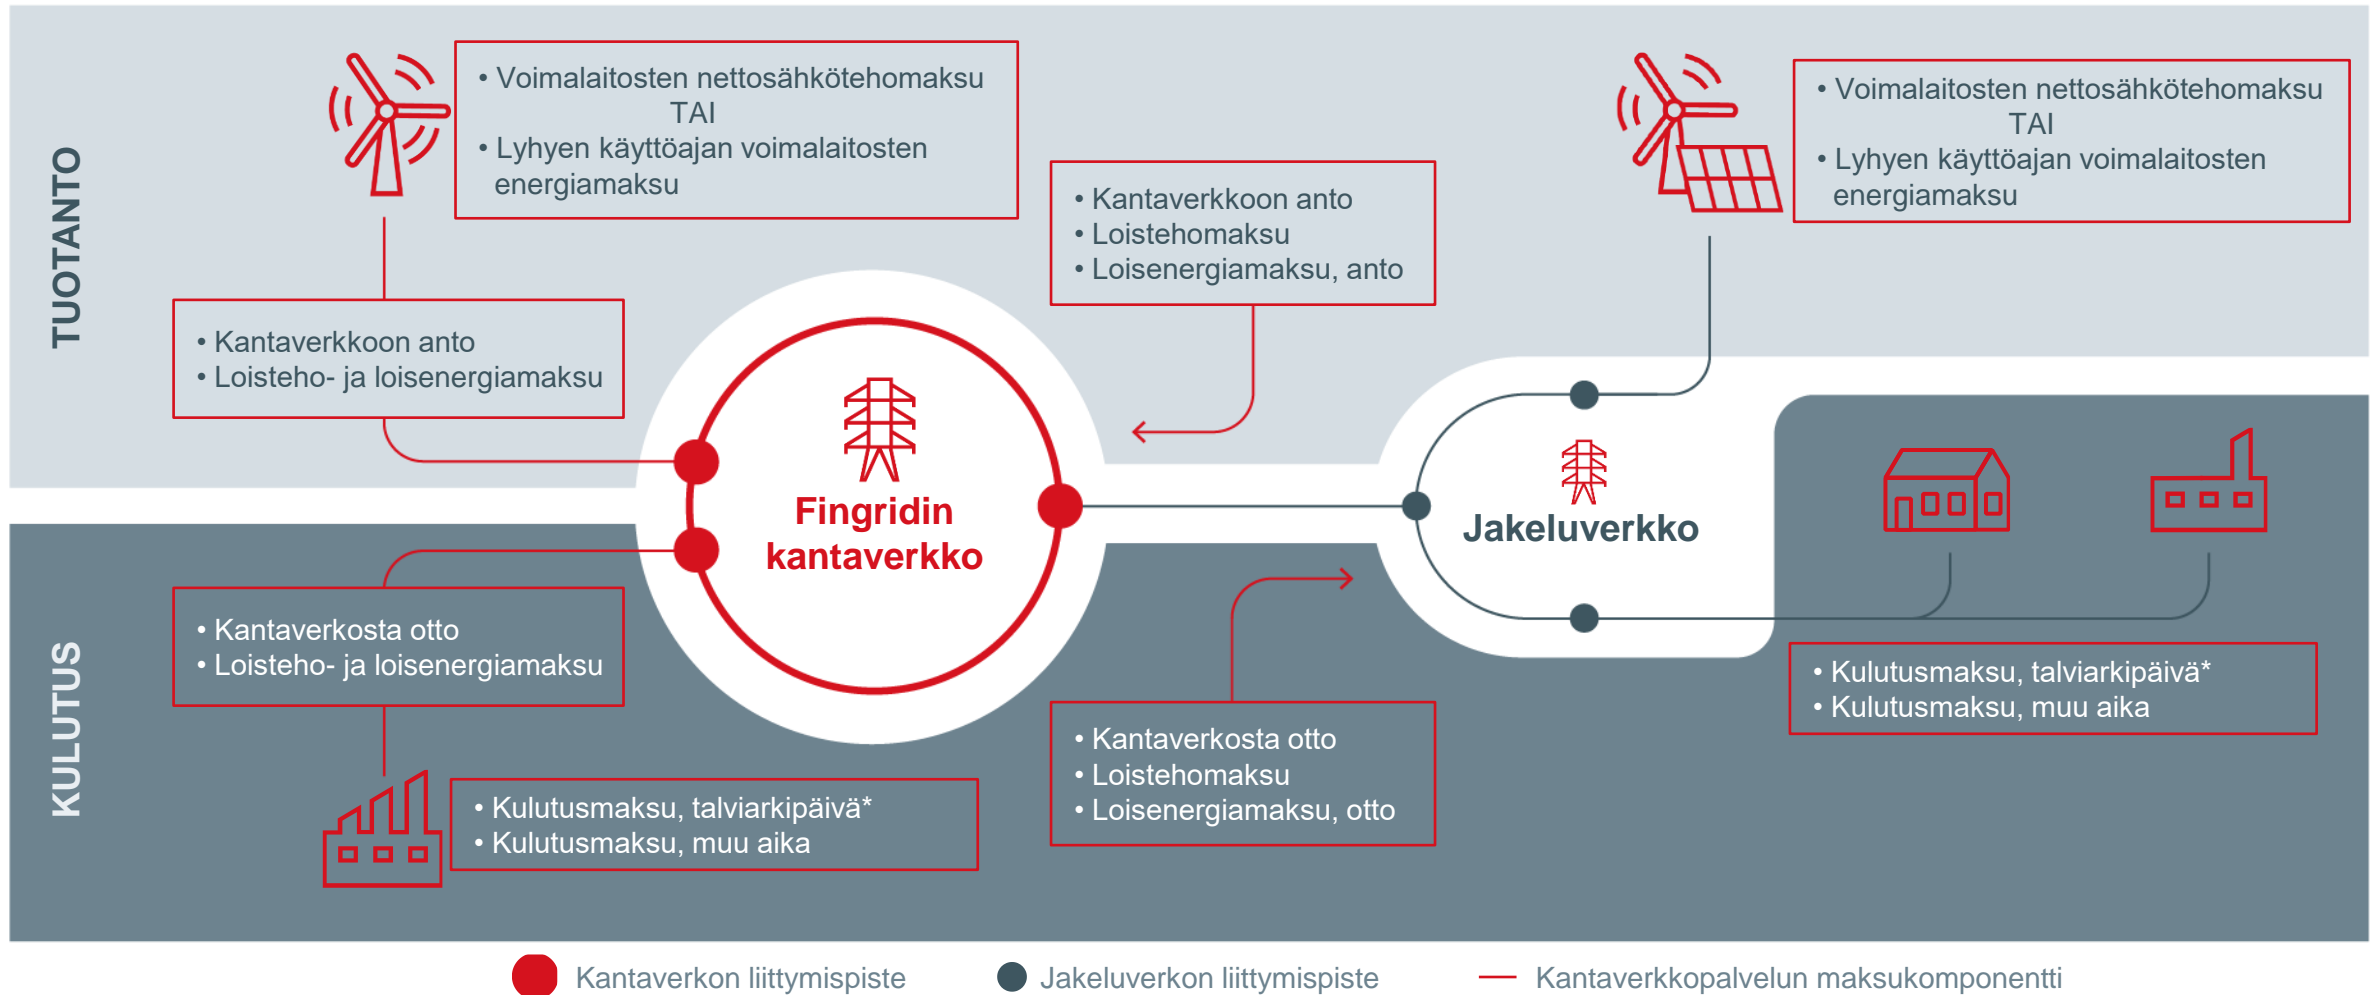 TUOTANTO
• Voimalaitosten nettosähkötehomaksu
TAI
• Lyhyen käyttöajan voimalaitosten
energiamaksu
• Kantaverkkoon anto
• Loisteho- ja loisenergiamaksu
• Kantaverkkoon anto
• Loistehomaksu
• Loisenergiamaksu, anto
• Voimalaitosten nettosähkötehomaksu
TAI
• Lyhyen käyttöajan voimalaitosten
energiamaksu
Fingridin
kantaverkko
Jakeluverkko
KULUTUS
• Kantaverkosta otto
• Loisteho- ja loisenergiamaksu
• Kulutusmaksu, talviarkipäivä*
• Kulutusmaksu, muu aika
• Kantaverkosta otto
• Loistehomaksu
• Loisenergiamaksu, otto
• Kulutusmaksu, talviarkipäivä*
• Kulutusmaksu, muu aika
Kantaverkon liittymispiste
Jakeluverkon liittymispiste
Kantaverkkopalvelun maksukomponentti